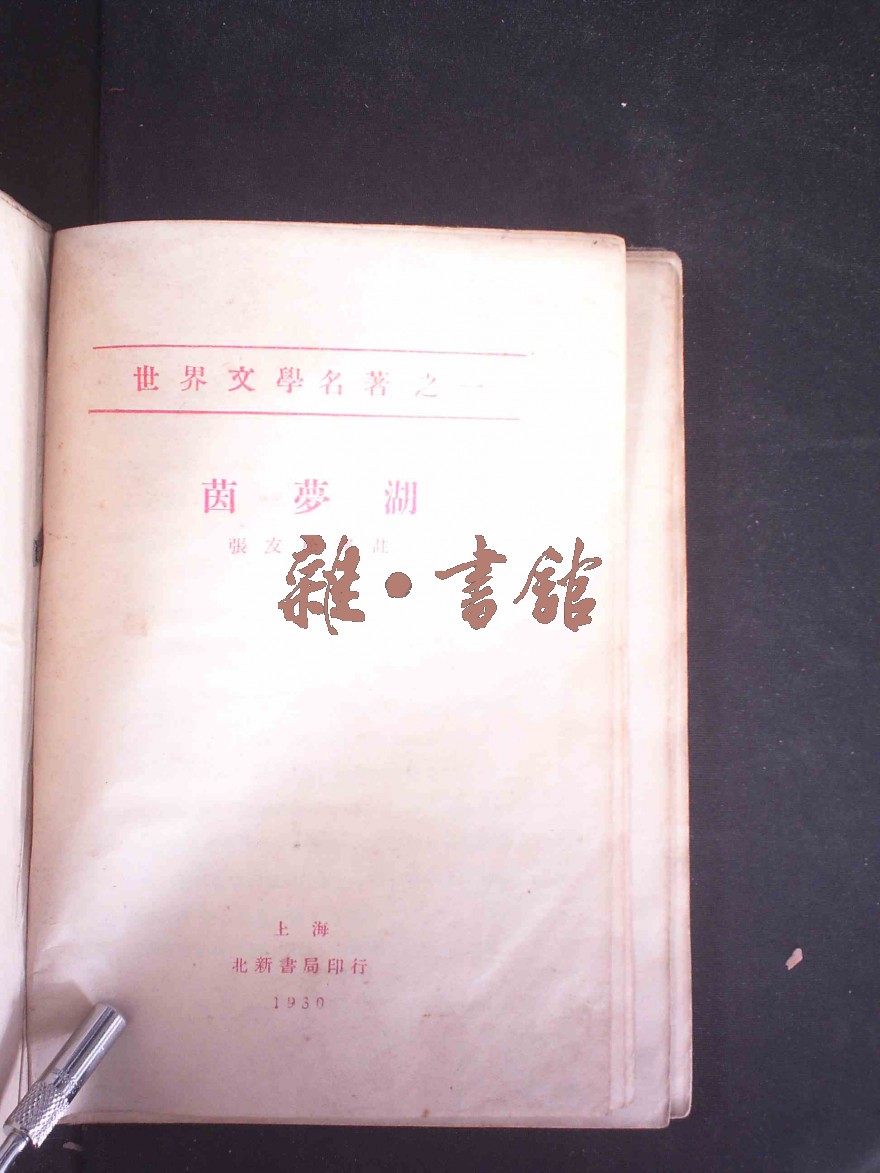 世界文學名著之一
茵夢湖
張友
雜·書館
上海
北新書局印行
1930